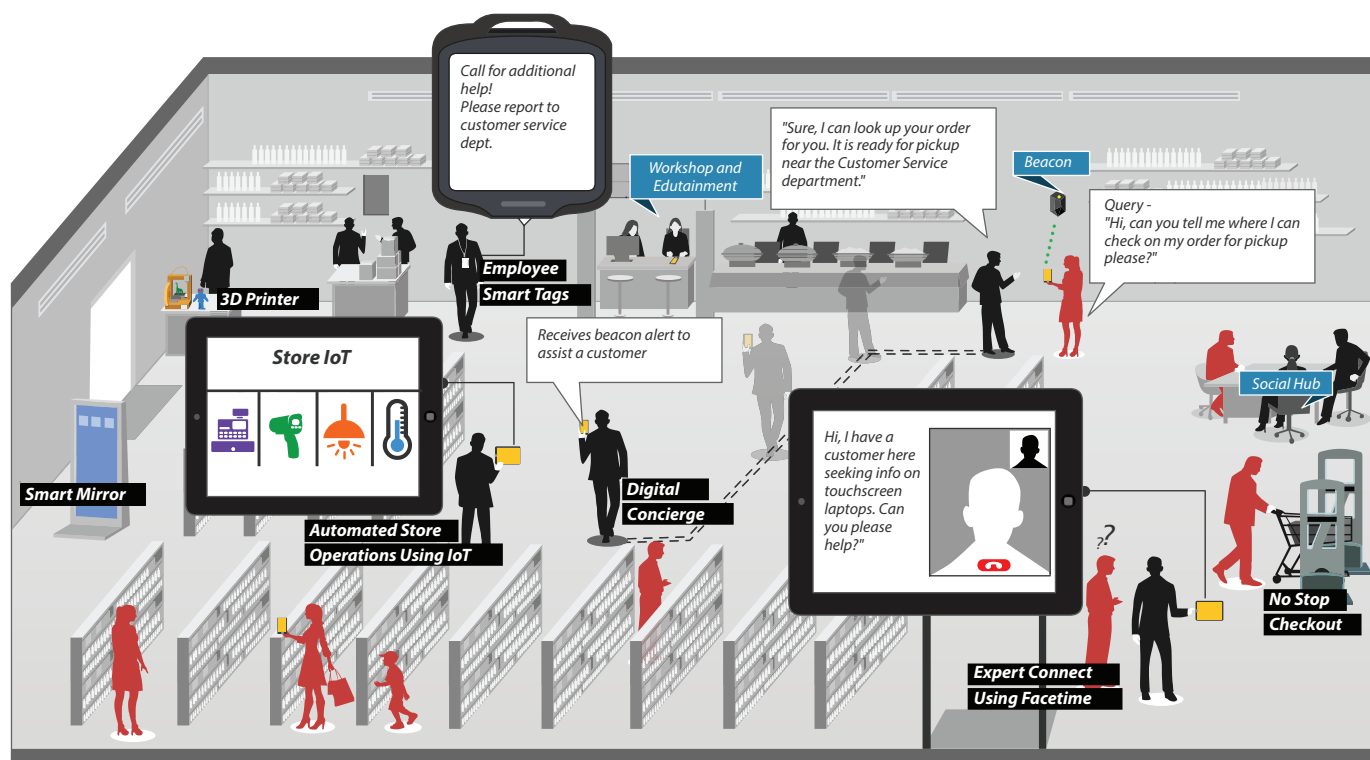 Call for additional
help!
Please report to
customer service
dept.
"Sure, I can look up your order
for you. It is ready for pickup
near the Customer Service
department."
Workshop and
Edutainment
Beacon
Query -
"Hi, can you tell me where I can
check on my order for pickup
please?"
Employee
Smart Tags
3D Printer
Receives beacon alert to
assist a customer
Store IoT
Social Hub
Hi, I have a
customer here
seeking info on
touchscreen
laptops. Can
you please
help?"
Smart Mirror
Digital
Concierge
Automated Store
Operations Using IoT
??
No Stop
Checkout
Expert Connect
Using Facetime